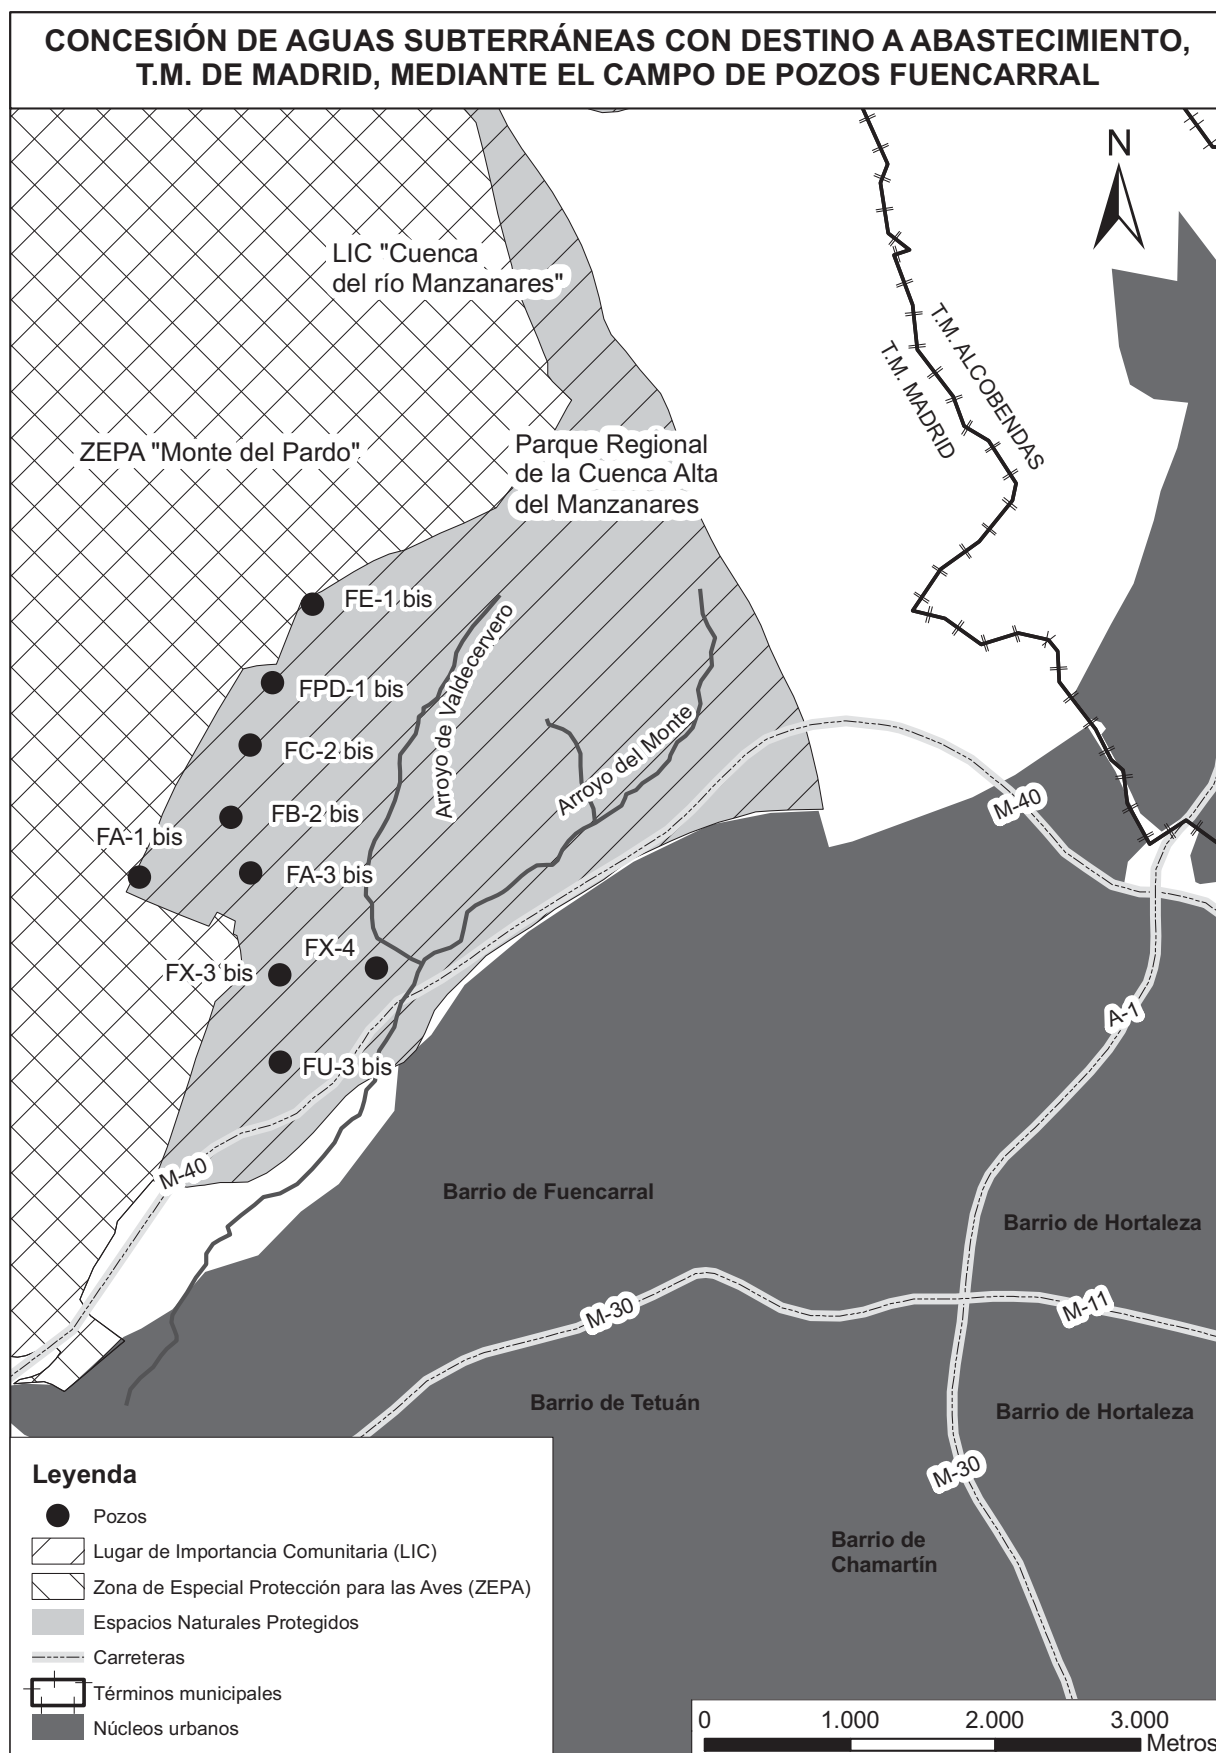 CONCESIÓN DE AGUAS SUBTERRÁNEAS CON DESTINO A ABASTECIMIENTO,
T.M. DE MADRID, MEDIANTE EL CAMPO DE POZOS FUENCARRAL
N
LIC "Cuenca
del río Manzanares"
T.M. ALCOBENDAS
T.M. MADRID
ZEPA "Monte del Pardo"
Parque Regional
de la Cuenca Alta
del Manzanares
FE-1 bis
Arroyo de Valdecervero
FPD-1 bis
Arroyo del Monte
FC-2 bis
M-40
FB-2 bis
FA-1 bis
FA-3 bis
FX-4
FX-3 bis
A-1
FU-3 bis
M-40
Barrio de Fuencarral
Barrio de Hortaleza
M-30
M-11
Barrio de Tetuán
Barrio de Hortaleza
M-30
Barrio de
Chamartín
Leyenda
Pozos
Lugar de Importancia Comunitaria (LIC)
Zona de Especial Protección para las Aves (ZEPA)
Espacios Naturales Protegidos
Carreteras
Términos municipales
Núcleos urbanos
0 1.000 2.000 3.000
Metros